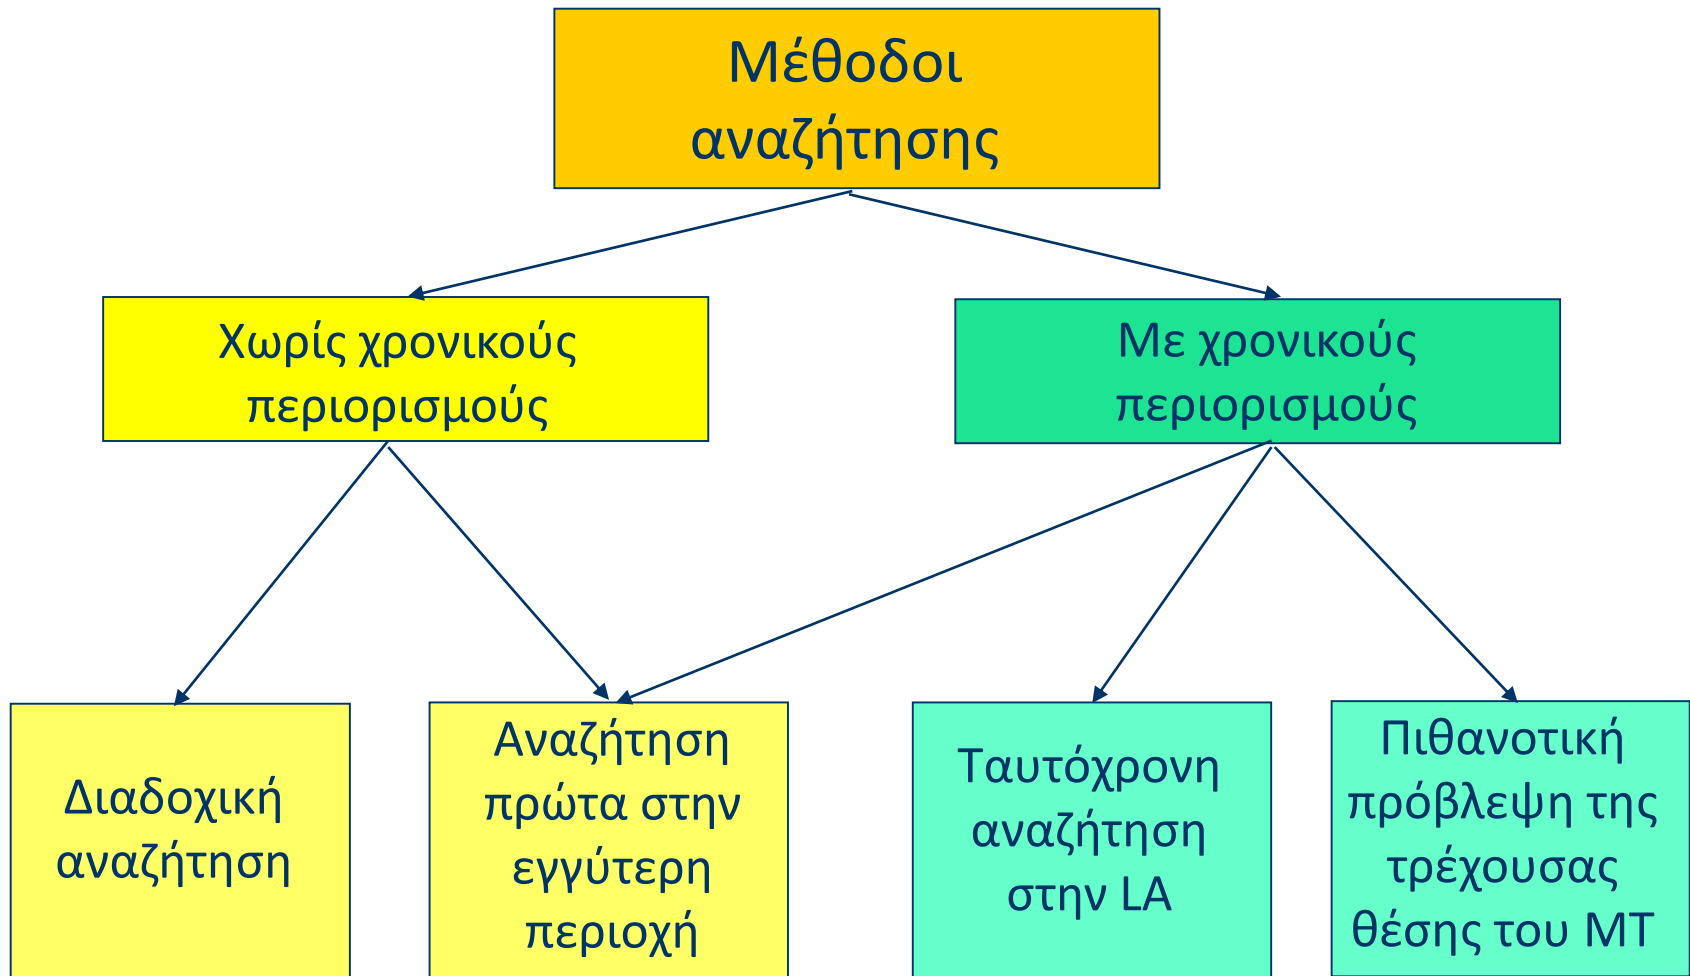 Μέθοδοι
αναζήτησης
Χωρίς χρονικούς
περιορισμούς
Με χρονικούς
περιορισμούς
Διαδοχική
αναζήτηση
Αναζήτηση
πρώτα στην
εγγύτερη
περιοχή
Ταυτόχρονη
αναζήτηση
στην LA
Πιθανοτική
πρόβλεψη της
τρέχουσας
θέσης του ΜΤ